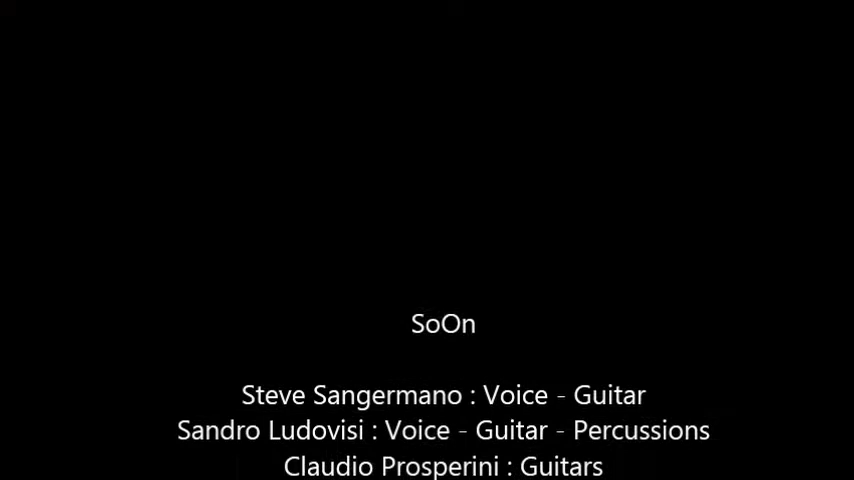 SoOn
Steve Sangermano : Voice - Guitar
Sandro Ludovisi : Voice - Guitar - Percussions
Claudio Prosperini : Guitars